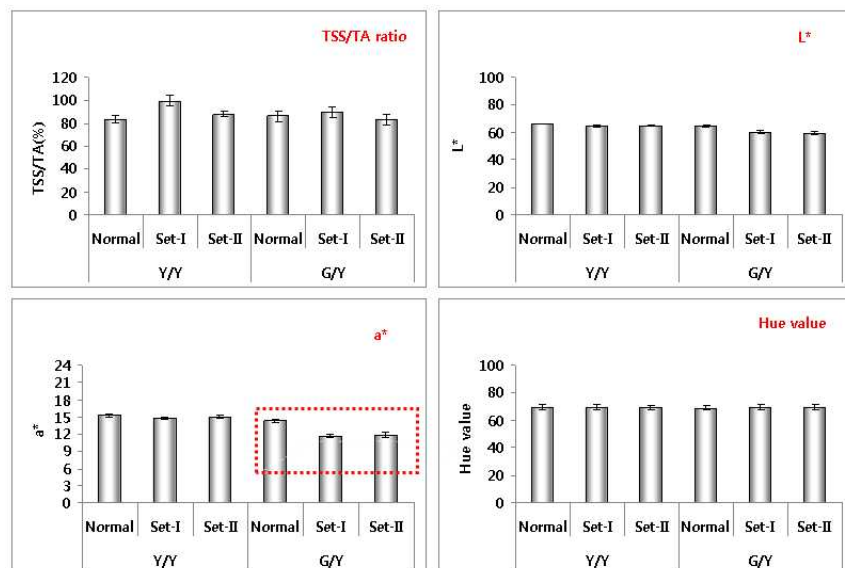 TSS/TA ratio
120
100
80
60
40
20
0
TSS/TA(%)
Normal Set-I Set-II Normal Set-I Set-II
Y/Y G/Y
L*
100
80
60
40
20
0
L*
Normal Set-I Set-II Normal Set-I Set-II
Y/Y G/Y
a*
24
21
18
15
12
9
6
3
0
a*
Normal Set-I Set-II Normal Set-I Set-II
Y/Y G/Y
Hue value
100
80
60
40
20
0
Hue value
Normal Set-I Set-II Normal Set-I Set-II
Y/Y G/Y